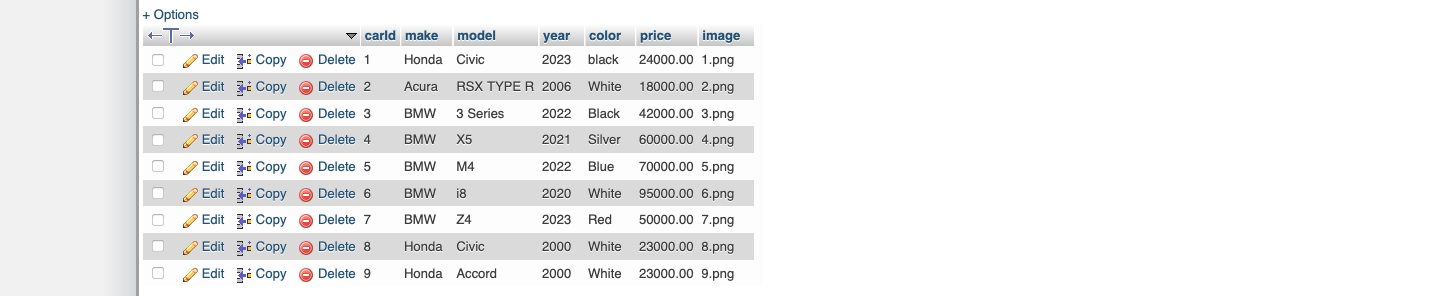 + Options
←T→ carId make model year color price image
Edit Copy Delete 1 Honda Civic 2023 black 24000.00 1.png
Edit Copy Delete 2 Acura RSX TYPE R 2006 White 18000.00 2.png
Edit Copy Delete 3 BMW 3 Series 2022 Black 42000.00 3.png
Edit Copy Delete 4 BMW X5 2021 Silver 60000.00 4.png
Edit Copy Delete 5 BMW M4 2022 Blue 70000.00 5.png
Edit Copy Delete 6 BMW i8 2020 White 95000.00 6.png
Edit Copy Delete 7 BMW Z4 2023 Red 50000.00 7.png
Edit Copy Delete 8 Honda Civic 2000 White 23000.00 8.png
Edit Copy Delete 9 Honda Accord 2000 White 23000.00 9.png